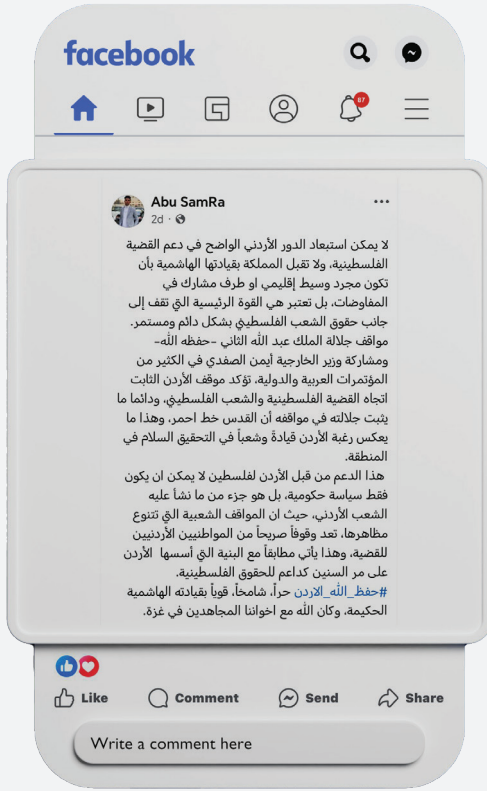 facebook
67
Abu SamRa
2d
لا يمكن استبعاد الدور الأردني الواضح في دعم القضية
الفلسطينية، ولا تقبل المملكة بقيادتها الهاشمية بأن
تكون مجرد وسيط إقليمي او طرف مشارك في
المفاوضات، بل تعتبر هي القوة الرئيسية التي تقف إلى
جانب حقوق الشعب الفلسطيني بشكل دائم ومستمر.
مواقف جلالة الملك عبد الله الثاني -حفظه الله-
ومشاركة وزير الخارجية أيمن الصفدي في الكثير من
المؤتمرات العربية والدولية، تؤكد موقف الأردن الثابت
اتجاه القضية الفلسطينية والشعب الفلسطيني، ودائما ما
يثبت جلالته في مواقفه أن القدس خط احمر، وهذا ما
يعكس رغبة الأردن قيادةً وشعباً في التحقيق السلام في
المنطقة.
هذا الدعم من قبل الأردن لفلسطين لا يمكن ان يكون
فقط سياسة حكومية، بل هو جزء من ما نشأ عليه
الشعب الأردني، حيث ان المواقف الشعبية التي تتنوع
مظاهرها، تعد وقوفاً صريحاً من المواطنيين الأردنيين
للقضية، وهذا يأتي مطابقاً مع البنية التي أسسها الأردن
على مر السنين كداعم للحقوق الفلسطينية.
#حفظ_الله_الاردن حراً، شامخاً، قوياً بقيادته الهاشمية
الحكيمة، وكان الله مع اخواننا المجاهدين في غزة.
Like Comment Send Share
Write a comment here